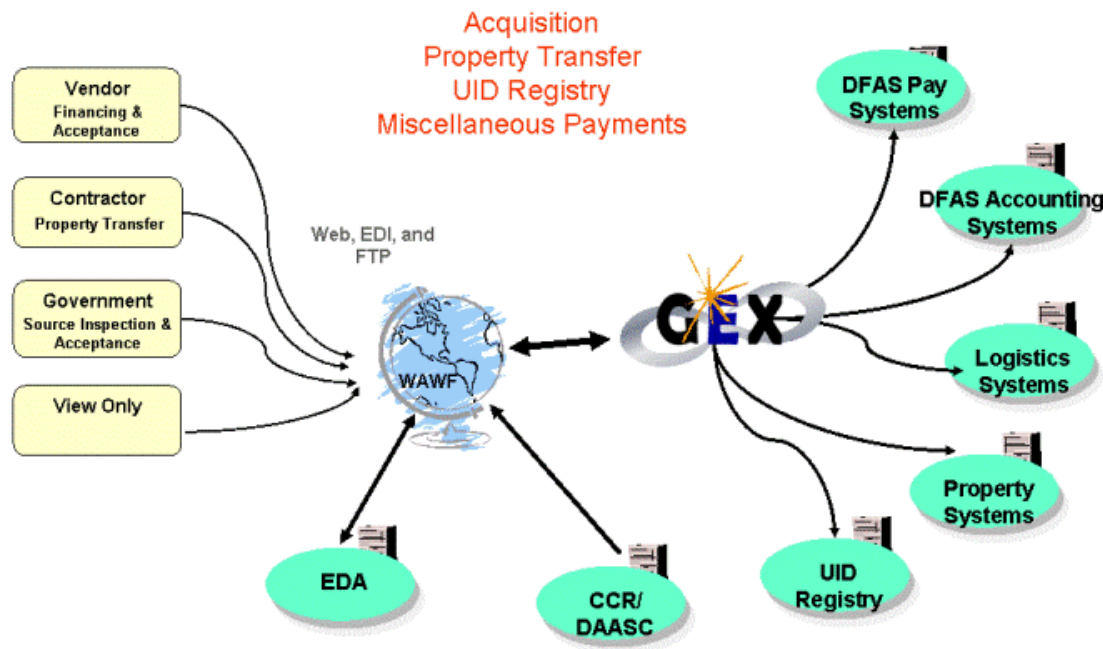 Acquisition
Property Transfer
UID Registry
Miscellaneous Payments
Vendor
Financing &
Acceptance
Contractor
Property Transfer
Government
Source Inspection &
Acceptance
View Only
Web, EDI, and
FTP
WAWF
GEX
DFAS Pay
Systems
DFAS Accounting
Systems
Logistics
Systems
Property
Systems
UID
Registry
CCR/
DAASC
EDA